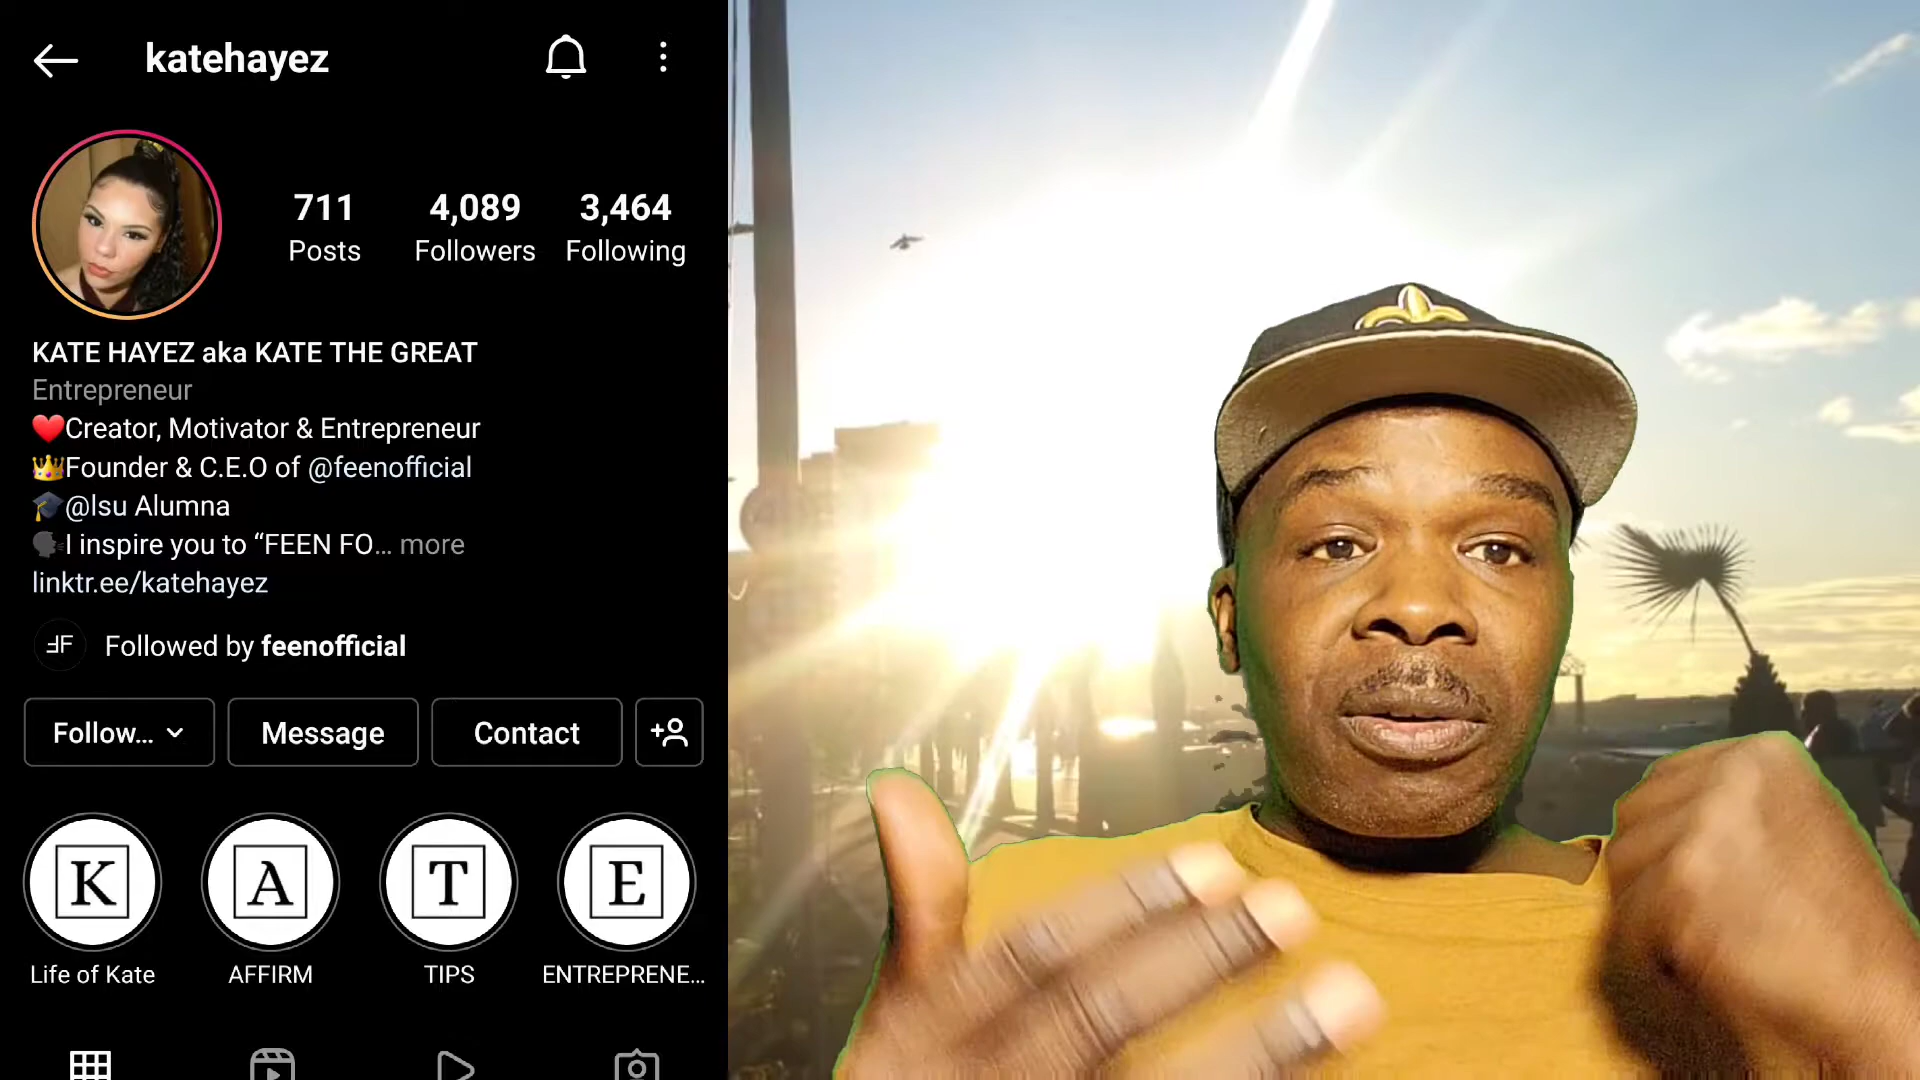 katehayez
711 4,089 3,464
Posts Followers Following
KATE HAYEZ aka KATE THE GREAT
Entrepreneur
❤️Creator, Motivator & Entrepreneur
👑Founder & C.E.O of @feenofficial
🎓@lsu Alumna
🗣️I inspire you to “FEEN FO... more
linktr.ee/katehayez
FF Followed by feenofficial
Follow... Message Contact
K A T E
Life of Kate AFFIRM TIPS ENTREPRENE...